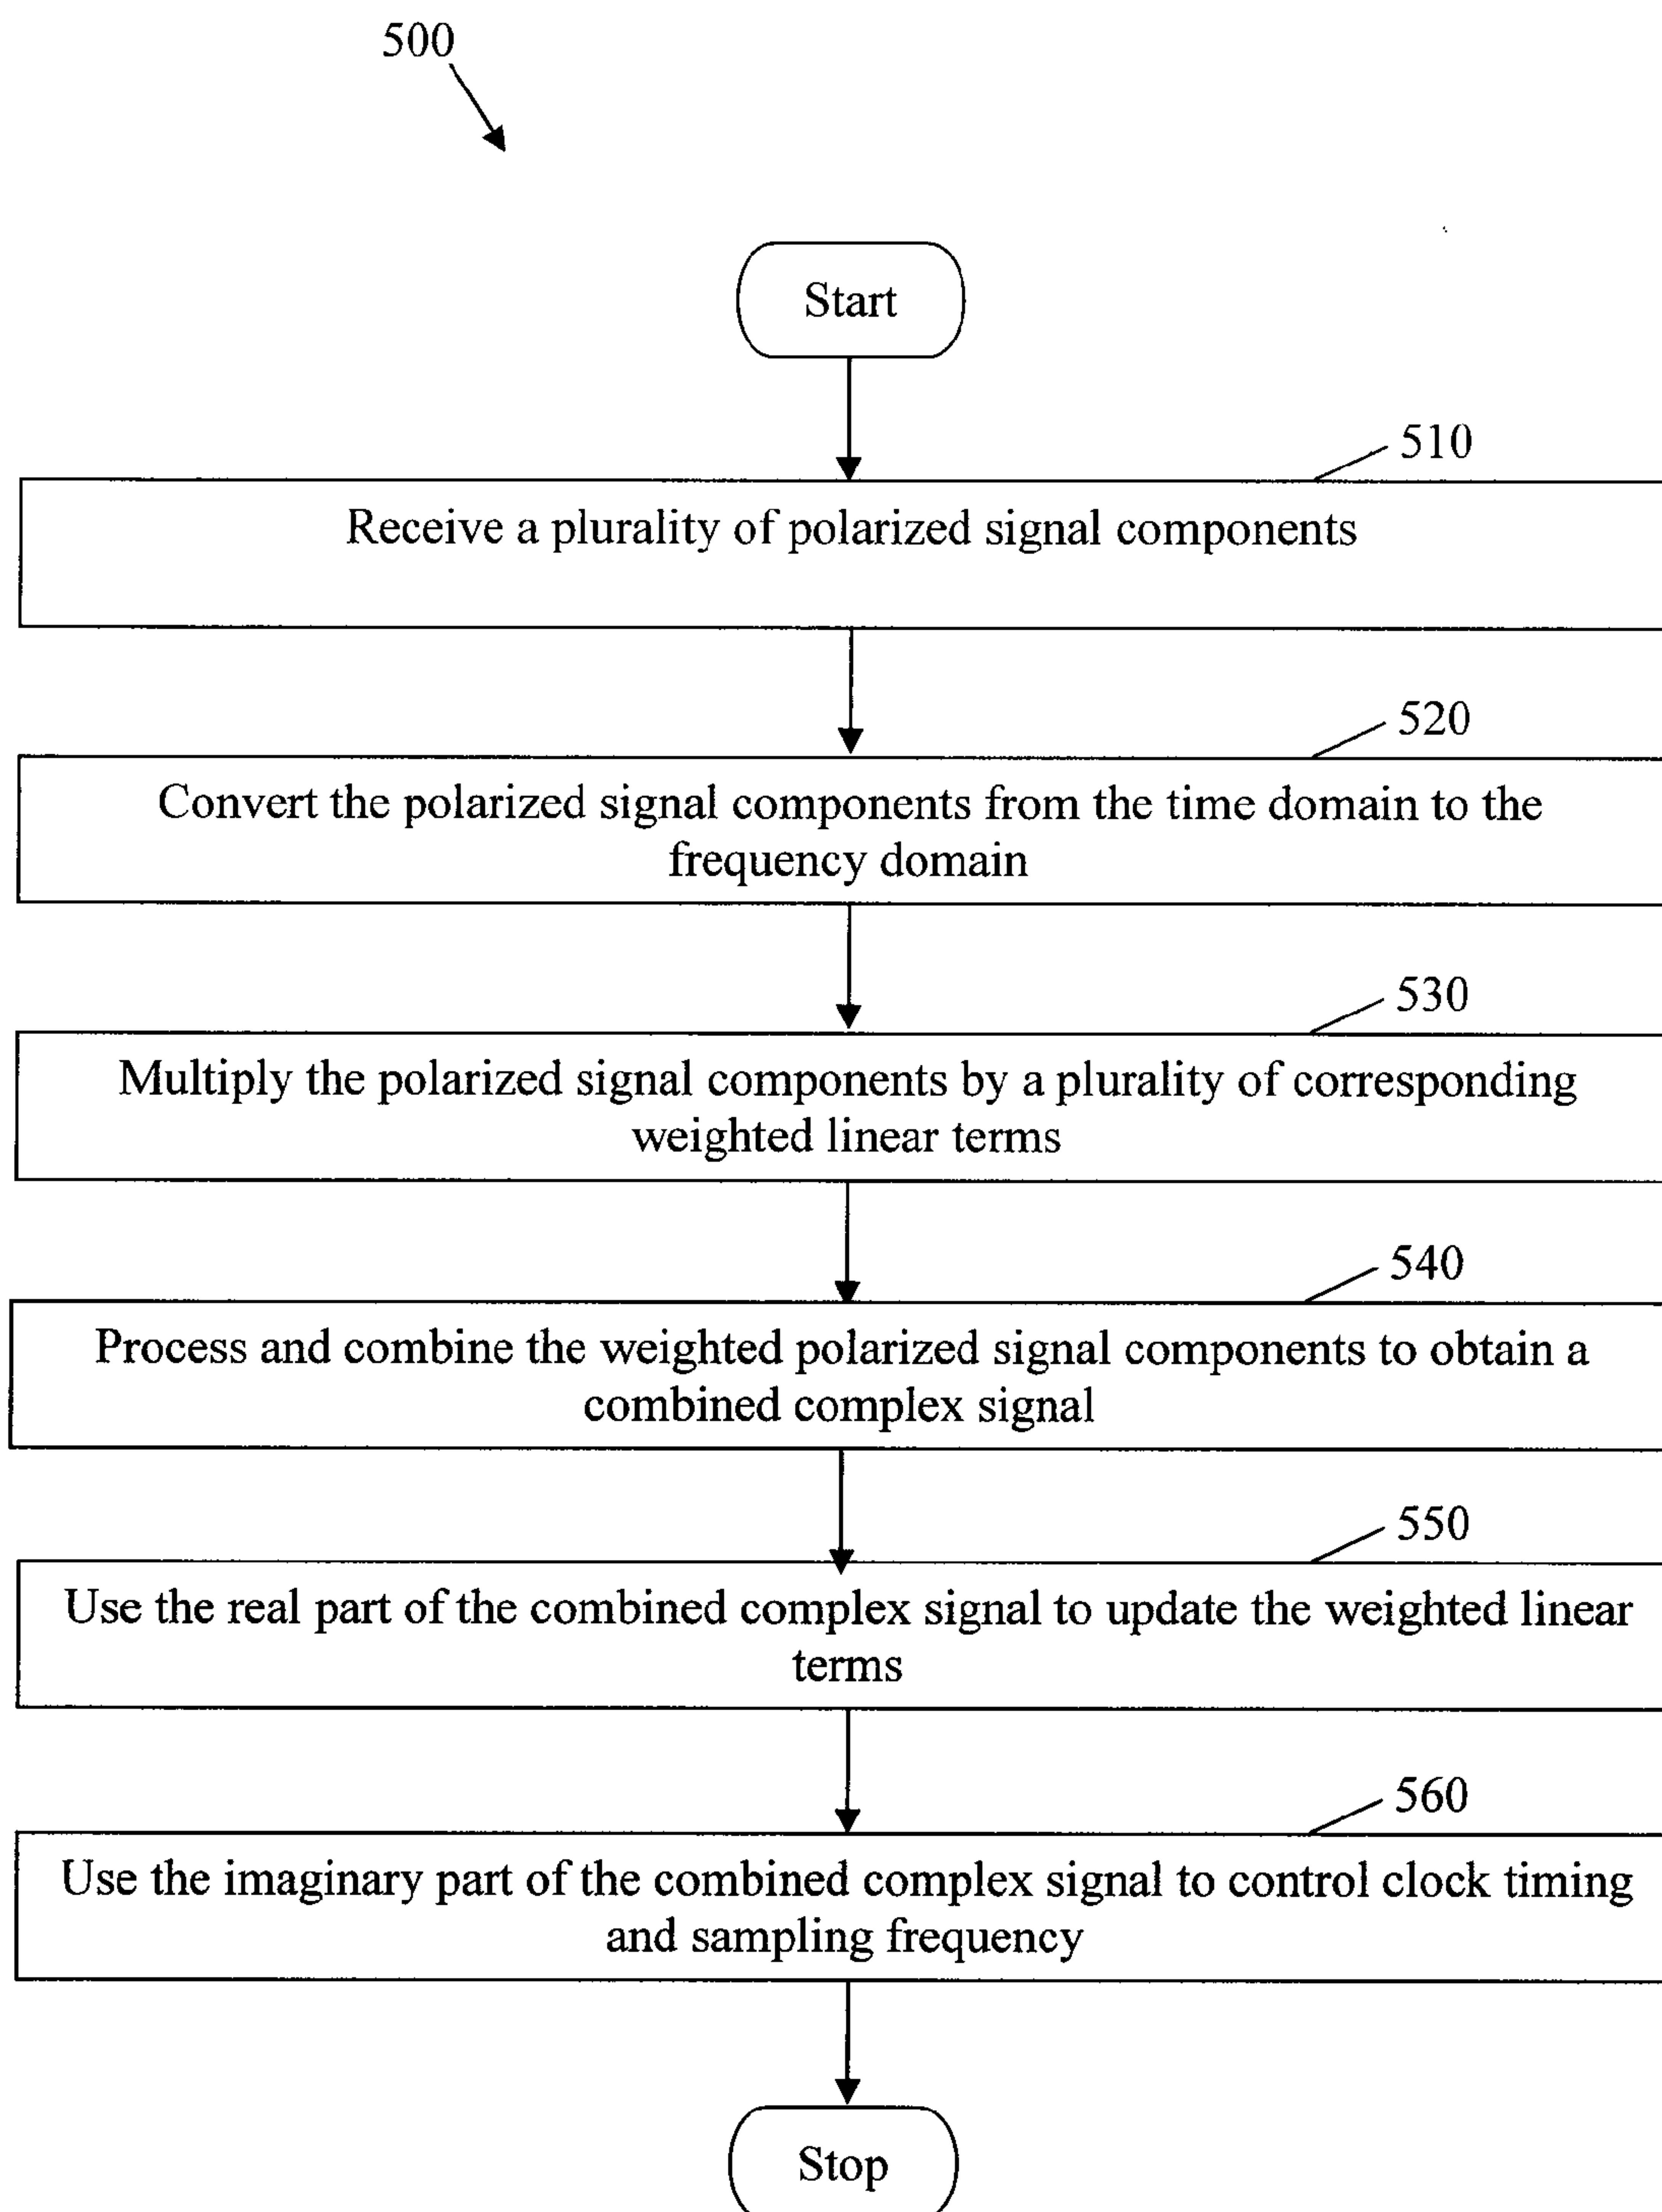 500
Start
510
Receive a plurality of polarized signal components
520
Convert the polarized signal components from the time domain to the
frequency domain
530
Multiply the polarized signal components by a plurality of corresponding
weighted linear terms
540
Process and combine the weighted polarized signal components to obtain a
combined complex signal
550
Use the real part of the combined complex signal to update the weighted linear
terms
560
Use the imaginary part of the combined complex signal to control clock timing
and sampling frequency
Stop